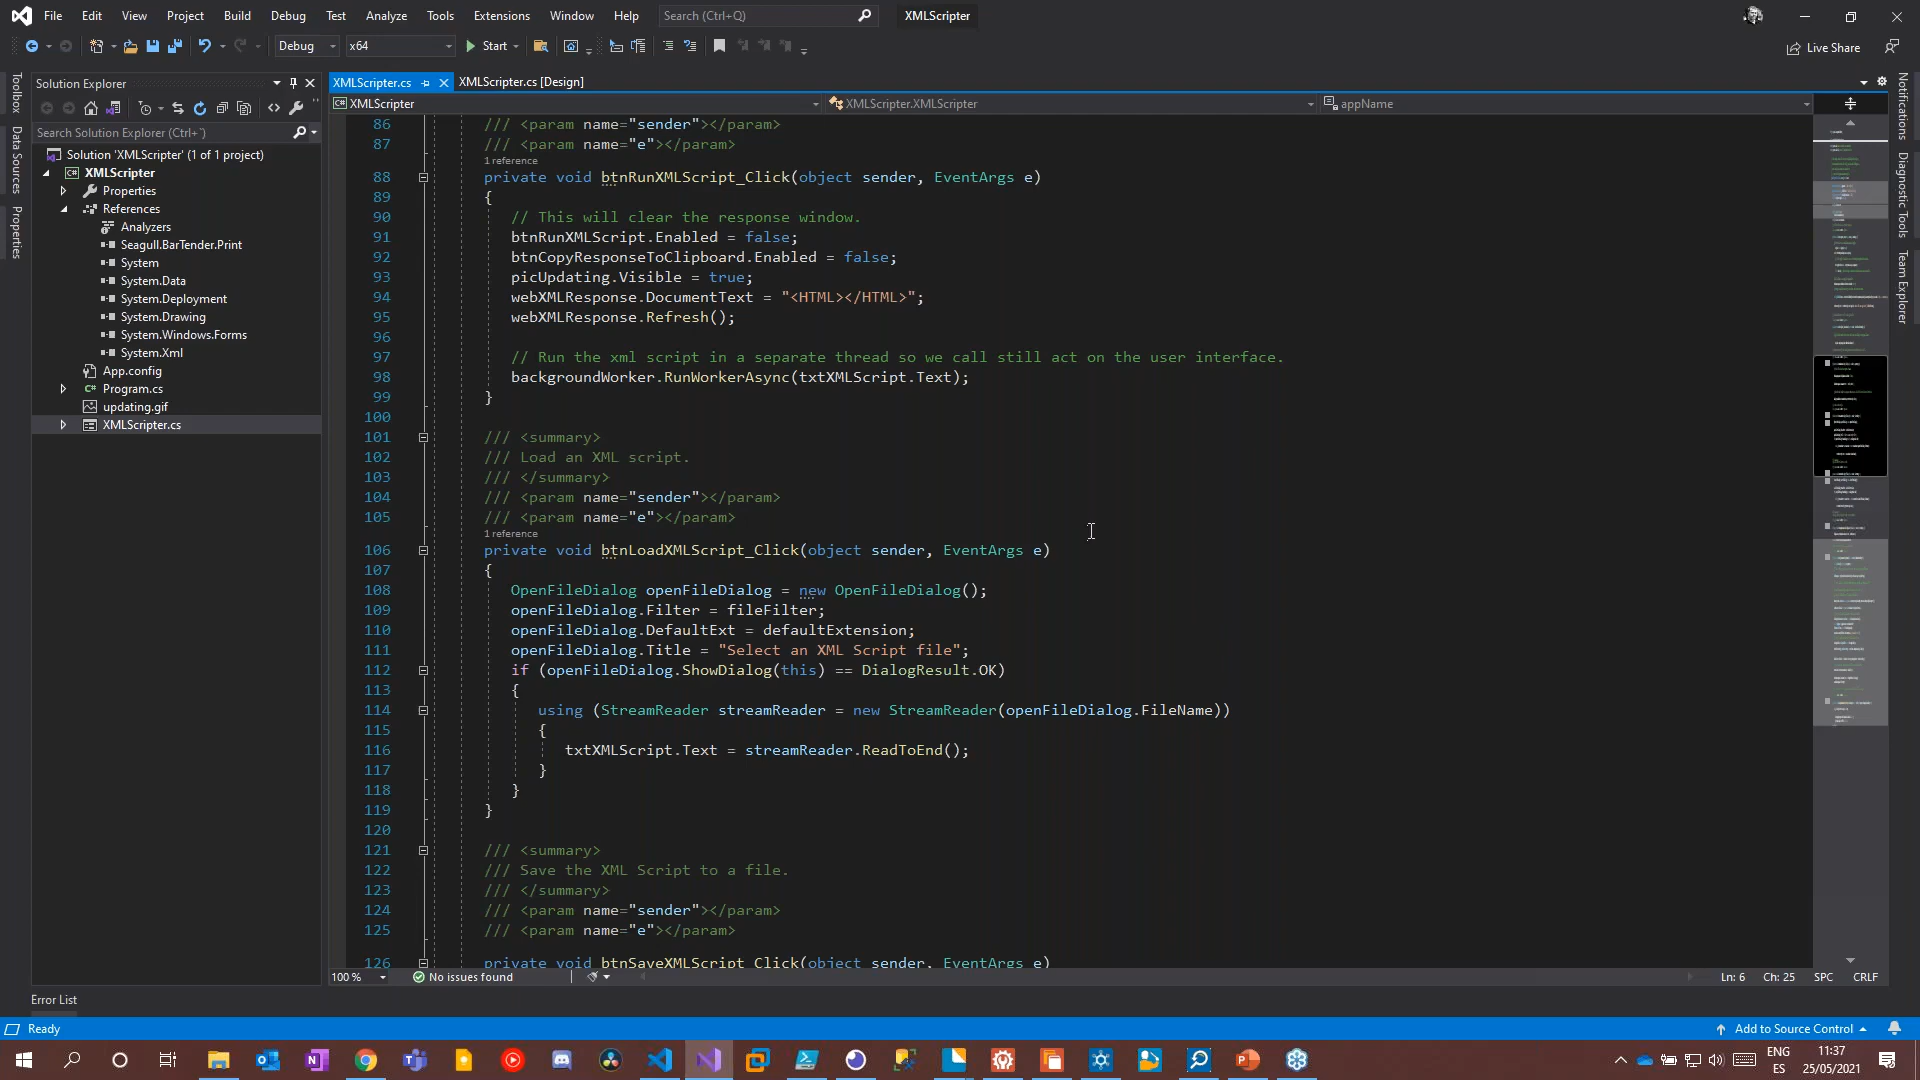 File Edit View Project Build Debug Test Analyze Tools Extensions Window Help Search (Ctrl+Q) XMLScripter
Debug x64 Start Live Share
Solution Explorer
XMLScripter.cs XMLScripter.cs [Design]
XMLScripter XMLScripter.XMLScripter appName
Search Solution Explorer (Ctrl+¨)
Solution 'XMLScripter' (1 of 1 project)
XMLScripter
Properties
References
Analyzers
Seagull.BarTender.Print
System
System.Data
System.Deployment
System.Drawing
System.Windows.Forms
System.Xml
App.config
Program.cs
updating.gif
XMLScripter.cs
Toolbox
Data Sources
Properties
86 /// <param name="sender"></param>
87 /// <param name="e"></param>
1 reference
88 private void btnRunXMLScript_Click(object sender, EventArgs e)
89 {
90 // This will clear the response window.
91 btnRunXMLScript.Enabled = false;
92 btnCopyResponseToClipboard.Enabled = false;
93 picUpdating.Visible = true;
94 webXMLResponse.DocumentText = "<HTML></HTML>";
95 webXMLResponse.Refresh();
96
97 // Run the xml script in a separate thread so we call still act on the user interface.
98 backgroundWorker.RunWorkerAsync(txtXMLScript.Text);
99 }
100
101 /// <summary>
102 /// Load an XML script.
103 /// </summary>
104 /// <param name="sender"></param>
105 /// <param name="e"></param>
1 reference
106 private void btnLoadXMLScript_Click(object sender, EventArgs e)
107 {
108 OpenFileDialog openFileDialog = new OpenFileDialog();
109 openFileDialog.Filter = fileFilter;
110 openFileDialog.DefaultExt = defaultExtension;
111 openFileDialog.Title = "Select an XML Script file";
112 if (openFileDialog.ShowDialog(this) == DialogResult.OK)
113 {
114 using (StreamReader streamReader = new StreamReader(openFileDialog.FileName))
115 {
116 txtXMLScript.Text = streamReader.ReadToEnd();
117 }
118 }
119 }
120
121 /// <summary>
122 /// Save the XML Script to a file.
123 /// </summary>
124 /// <param name="sender"></param>
125 /// <param name="e"></param>
126 private void btnSaveXMLScript_Click(object sender, EventArgs e)
Notifications
Diagnostic Tools
Team Explorer
100 % No issues found Ln: 6 Ch: 25 SPC CRLF
Error List
Ready Add to Source Control
ENG
ES
11:37
25/05/2021